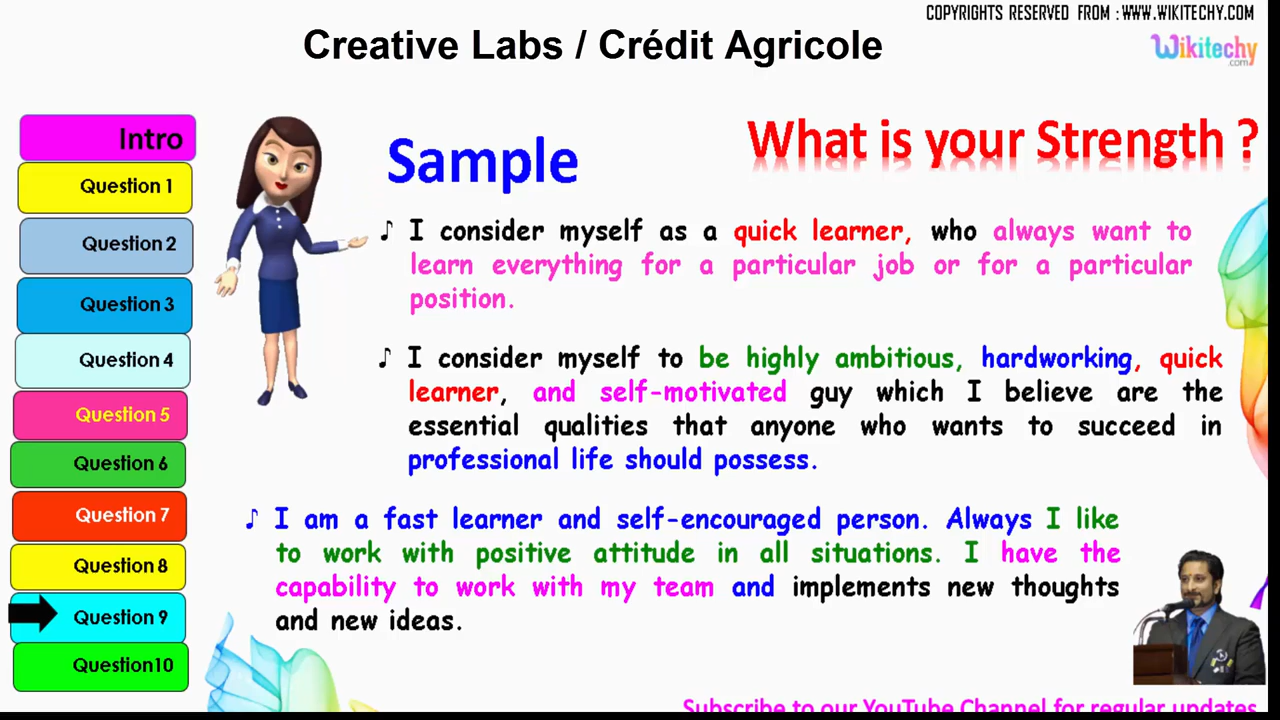 COPYRIGHTS RESERVED FROM : WWW.WIKITECHY.COM
Creative Labs / Crédit Agricole
Wikitechy
.com
Intro
Question 1
Question 2
Question 3
Question 4
Question 5
Question 6
Question 7
Question 8
Question 9
Question10
Sample
What is your Strength ?
♪ I consider myself as a quick learner, who always want to
learn everything for a particular job or for a particular
position.
♪ I consider myself to be highly ambitious, hardworking, quick
learner, and self-motivated guy which I believe are the
essential qualities that anyone who wants to succeed in
professional life should possess.
♪ I am a fast learner and self-encouraged person. Always I like
to work with positive attitude in all situations. I have the
capability to work with my team and implements new thoughts
and new ideas.
Subscribe to our YouTube Channel for regular updates